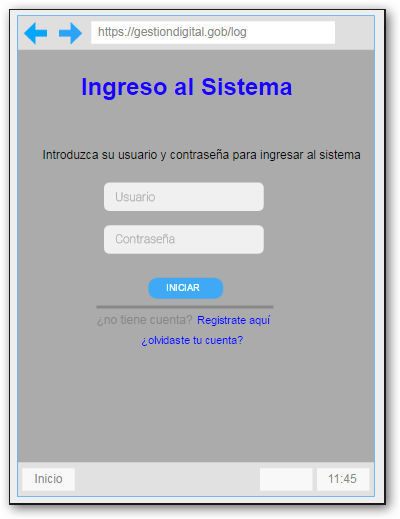 https://gestiondigital.gob/log
Ingreso al Sistema
Introduzca su usuario y contraseña para ingresar al sistema
Usuario
Contraseña
INICIAR
¿no tiene cuenta? Registrate aquí
¿olvidaste tu cuenta?
Inicio 11:45